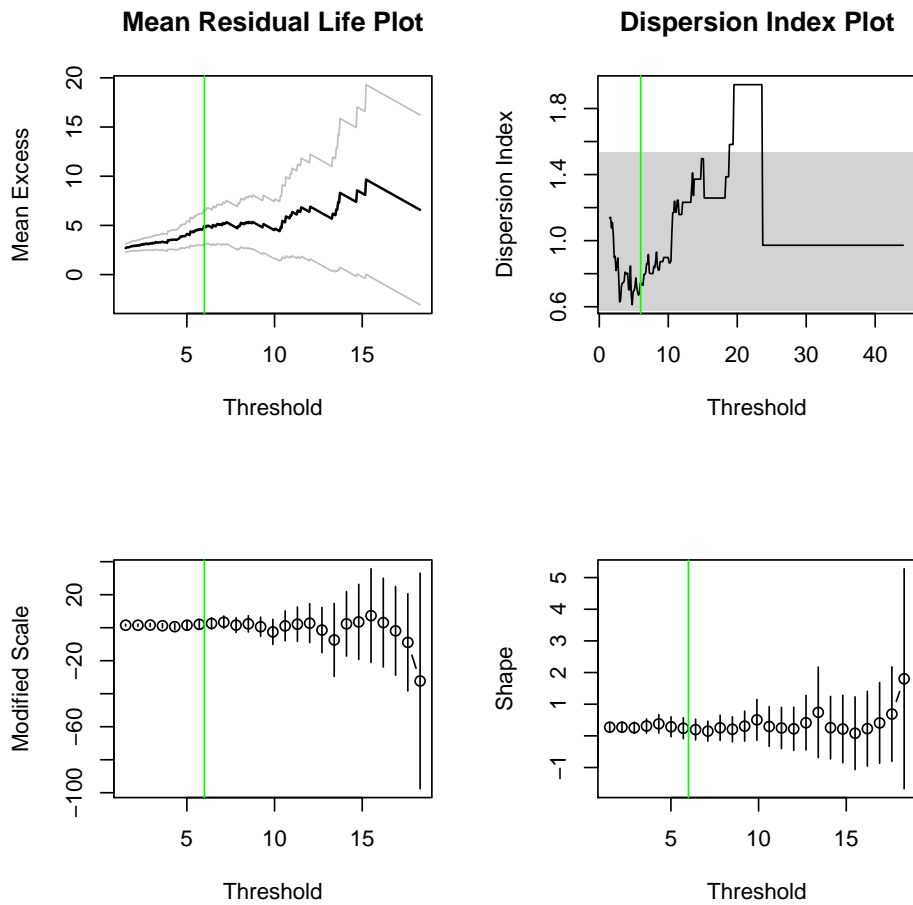 Mean Residual Life Plot
Mean Excess
20
15
10
5
0
5 10 15
Threshold
Dispersion Index Plot
Dispersion Index
1.8
1.4
1.0
0.6
0 10 20 30 40
Threshold
Modified Scale
20
−20
−60
−100
5 10 15
Threshold
Shape
5
4
3
2
1
−1
5 10 15
Threshold